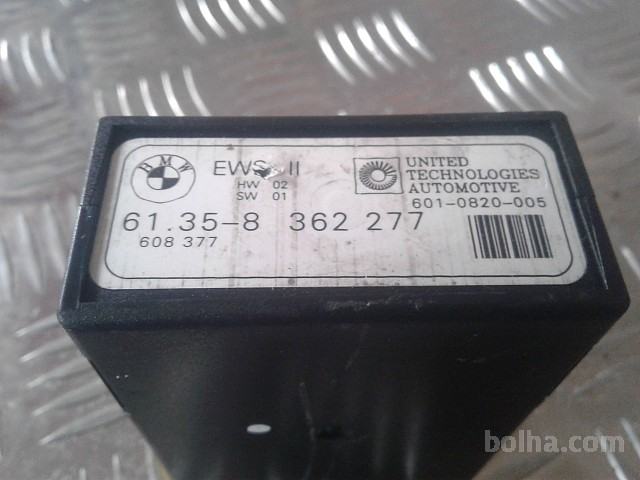 BMW
EWS II
HW 02
SW 01
UNITED
TECHNOLOGIES
AUTOMOTIVE
601-0820-005
61.35-8 362 277
608 377
bolha.com